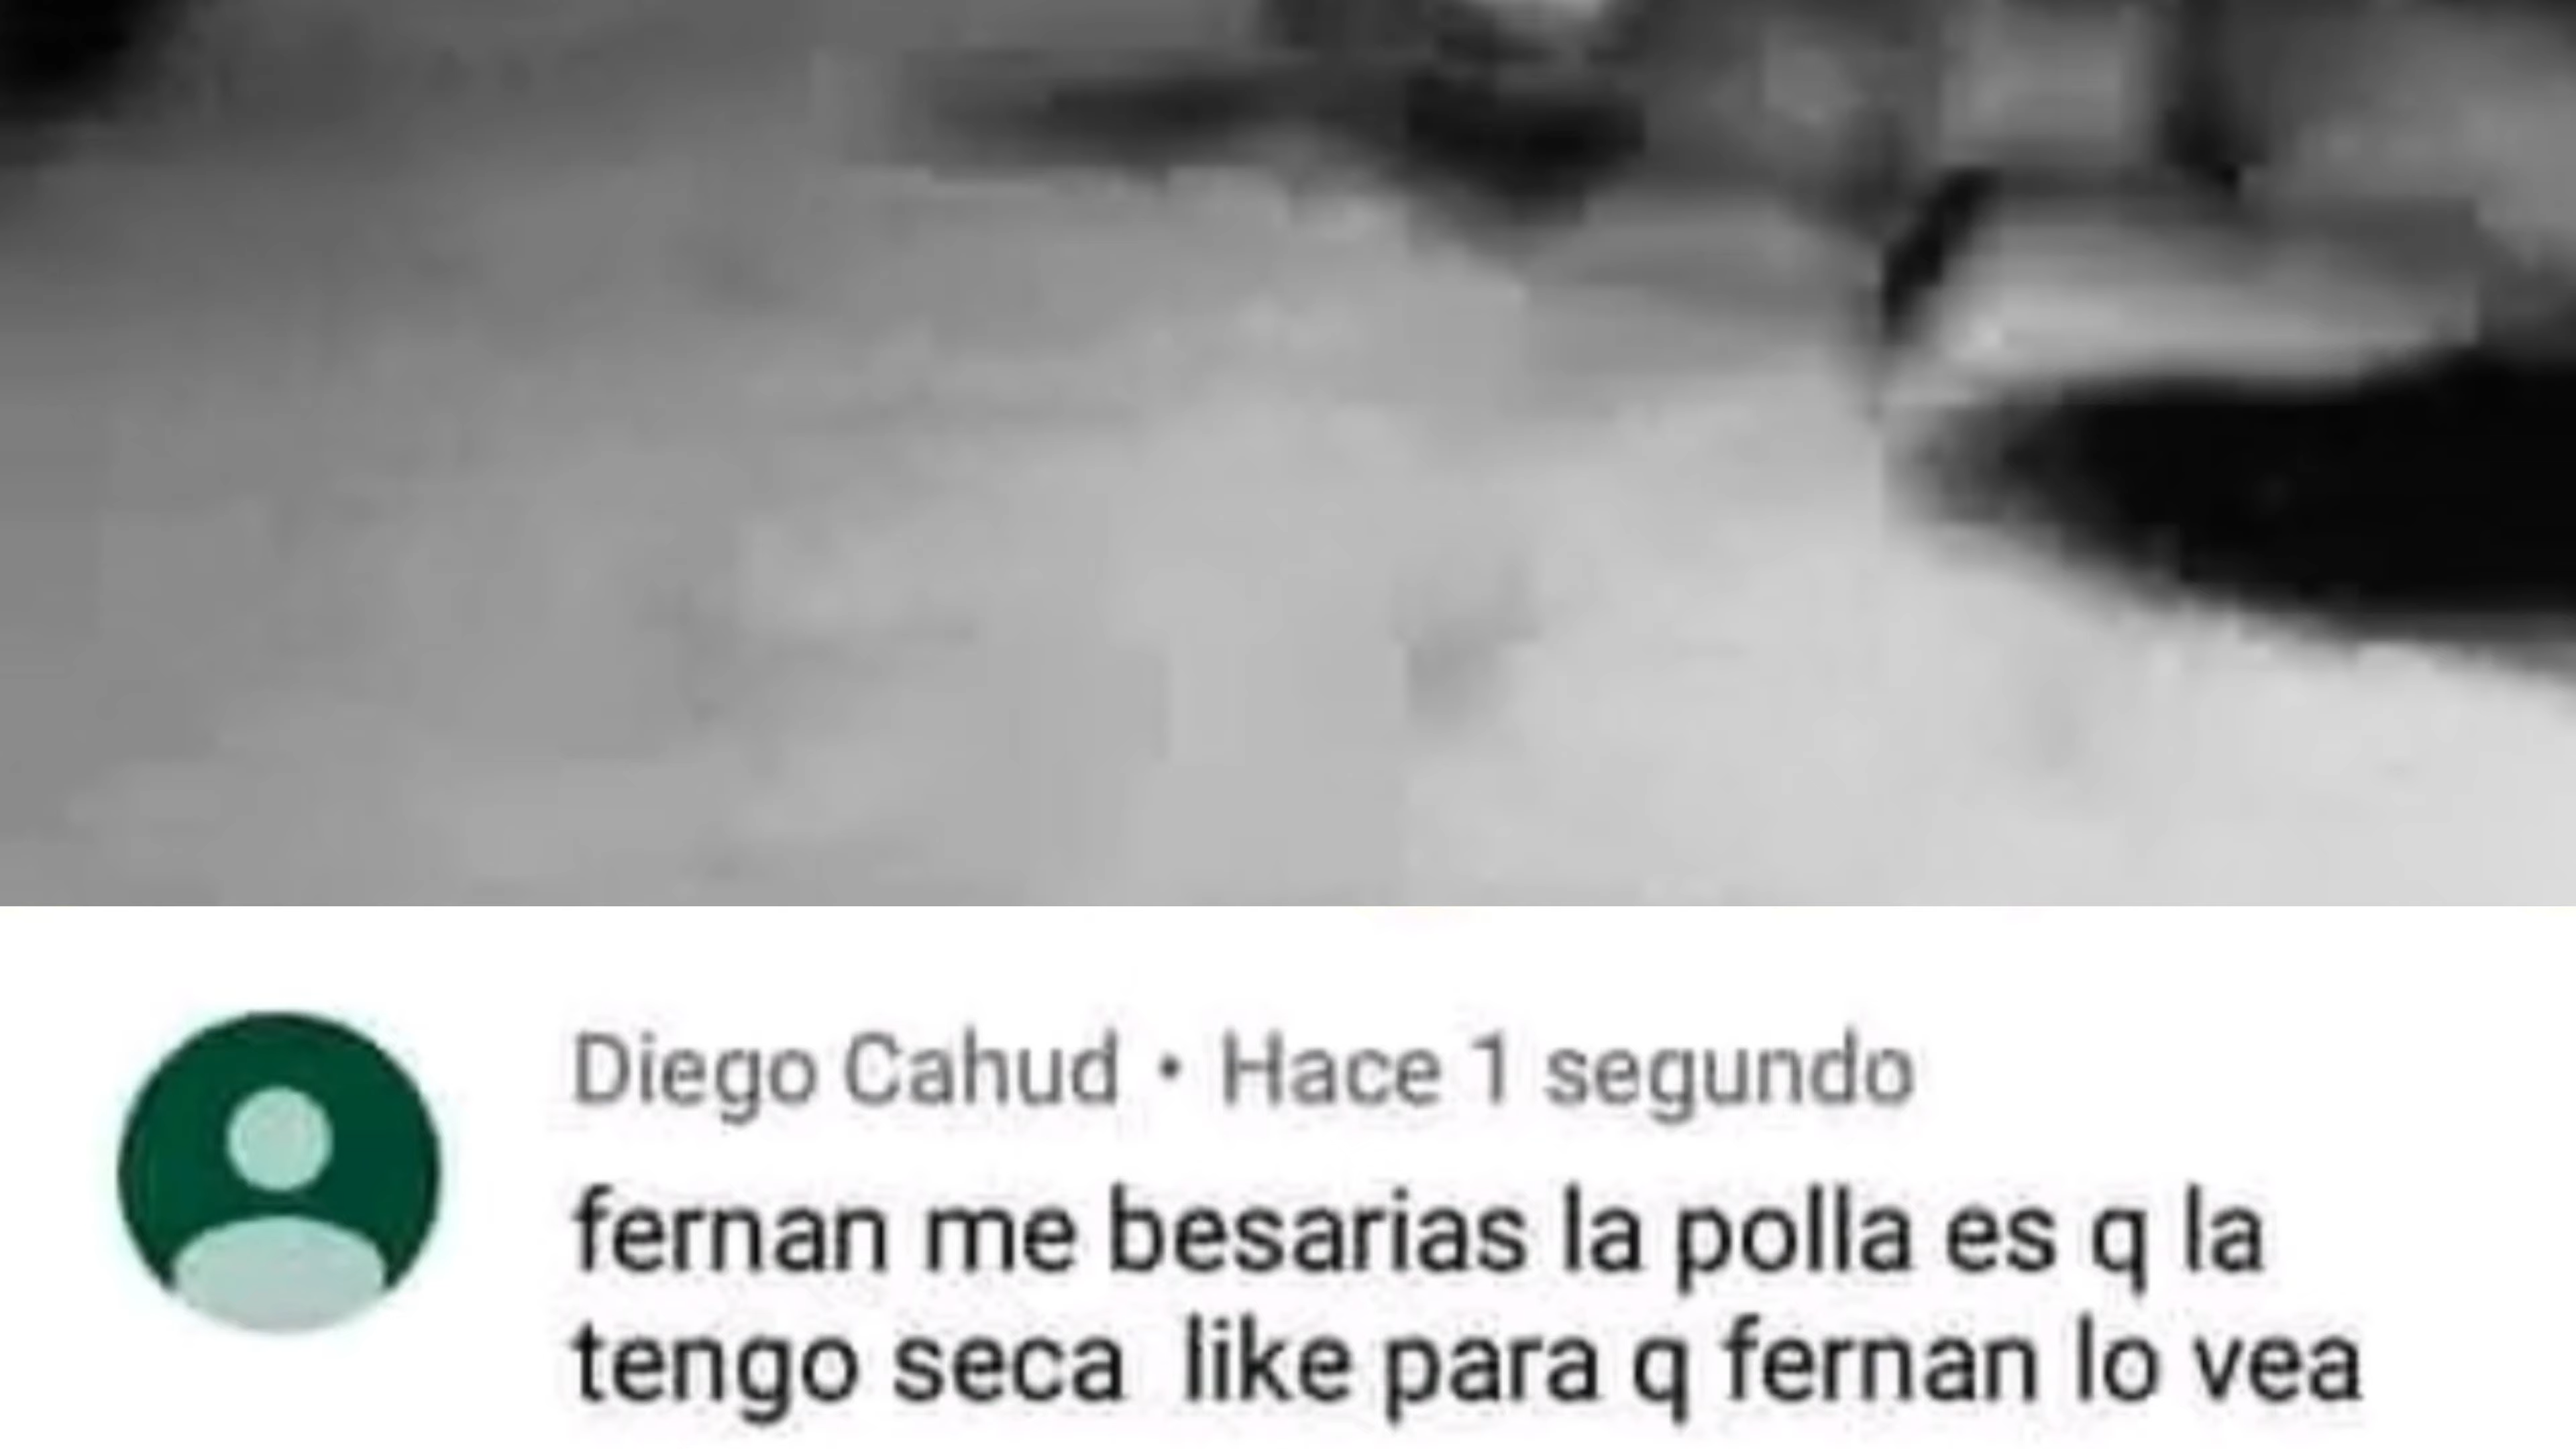 Diego Cahud • Hace 1 segundo
fernan me besarias la polla es q la
tengo seca  like para q fernan lo vea